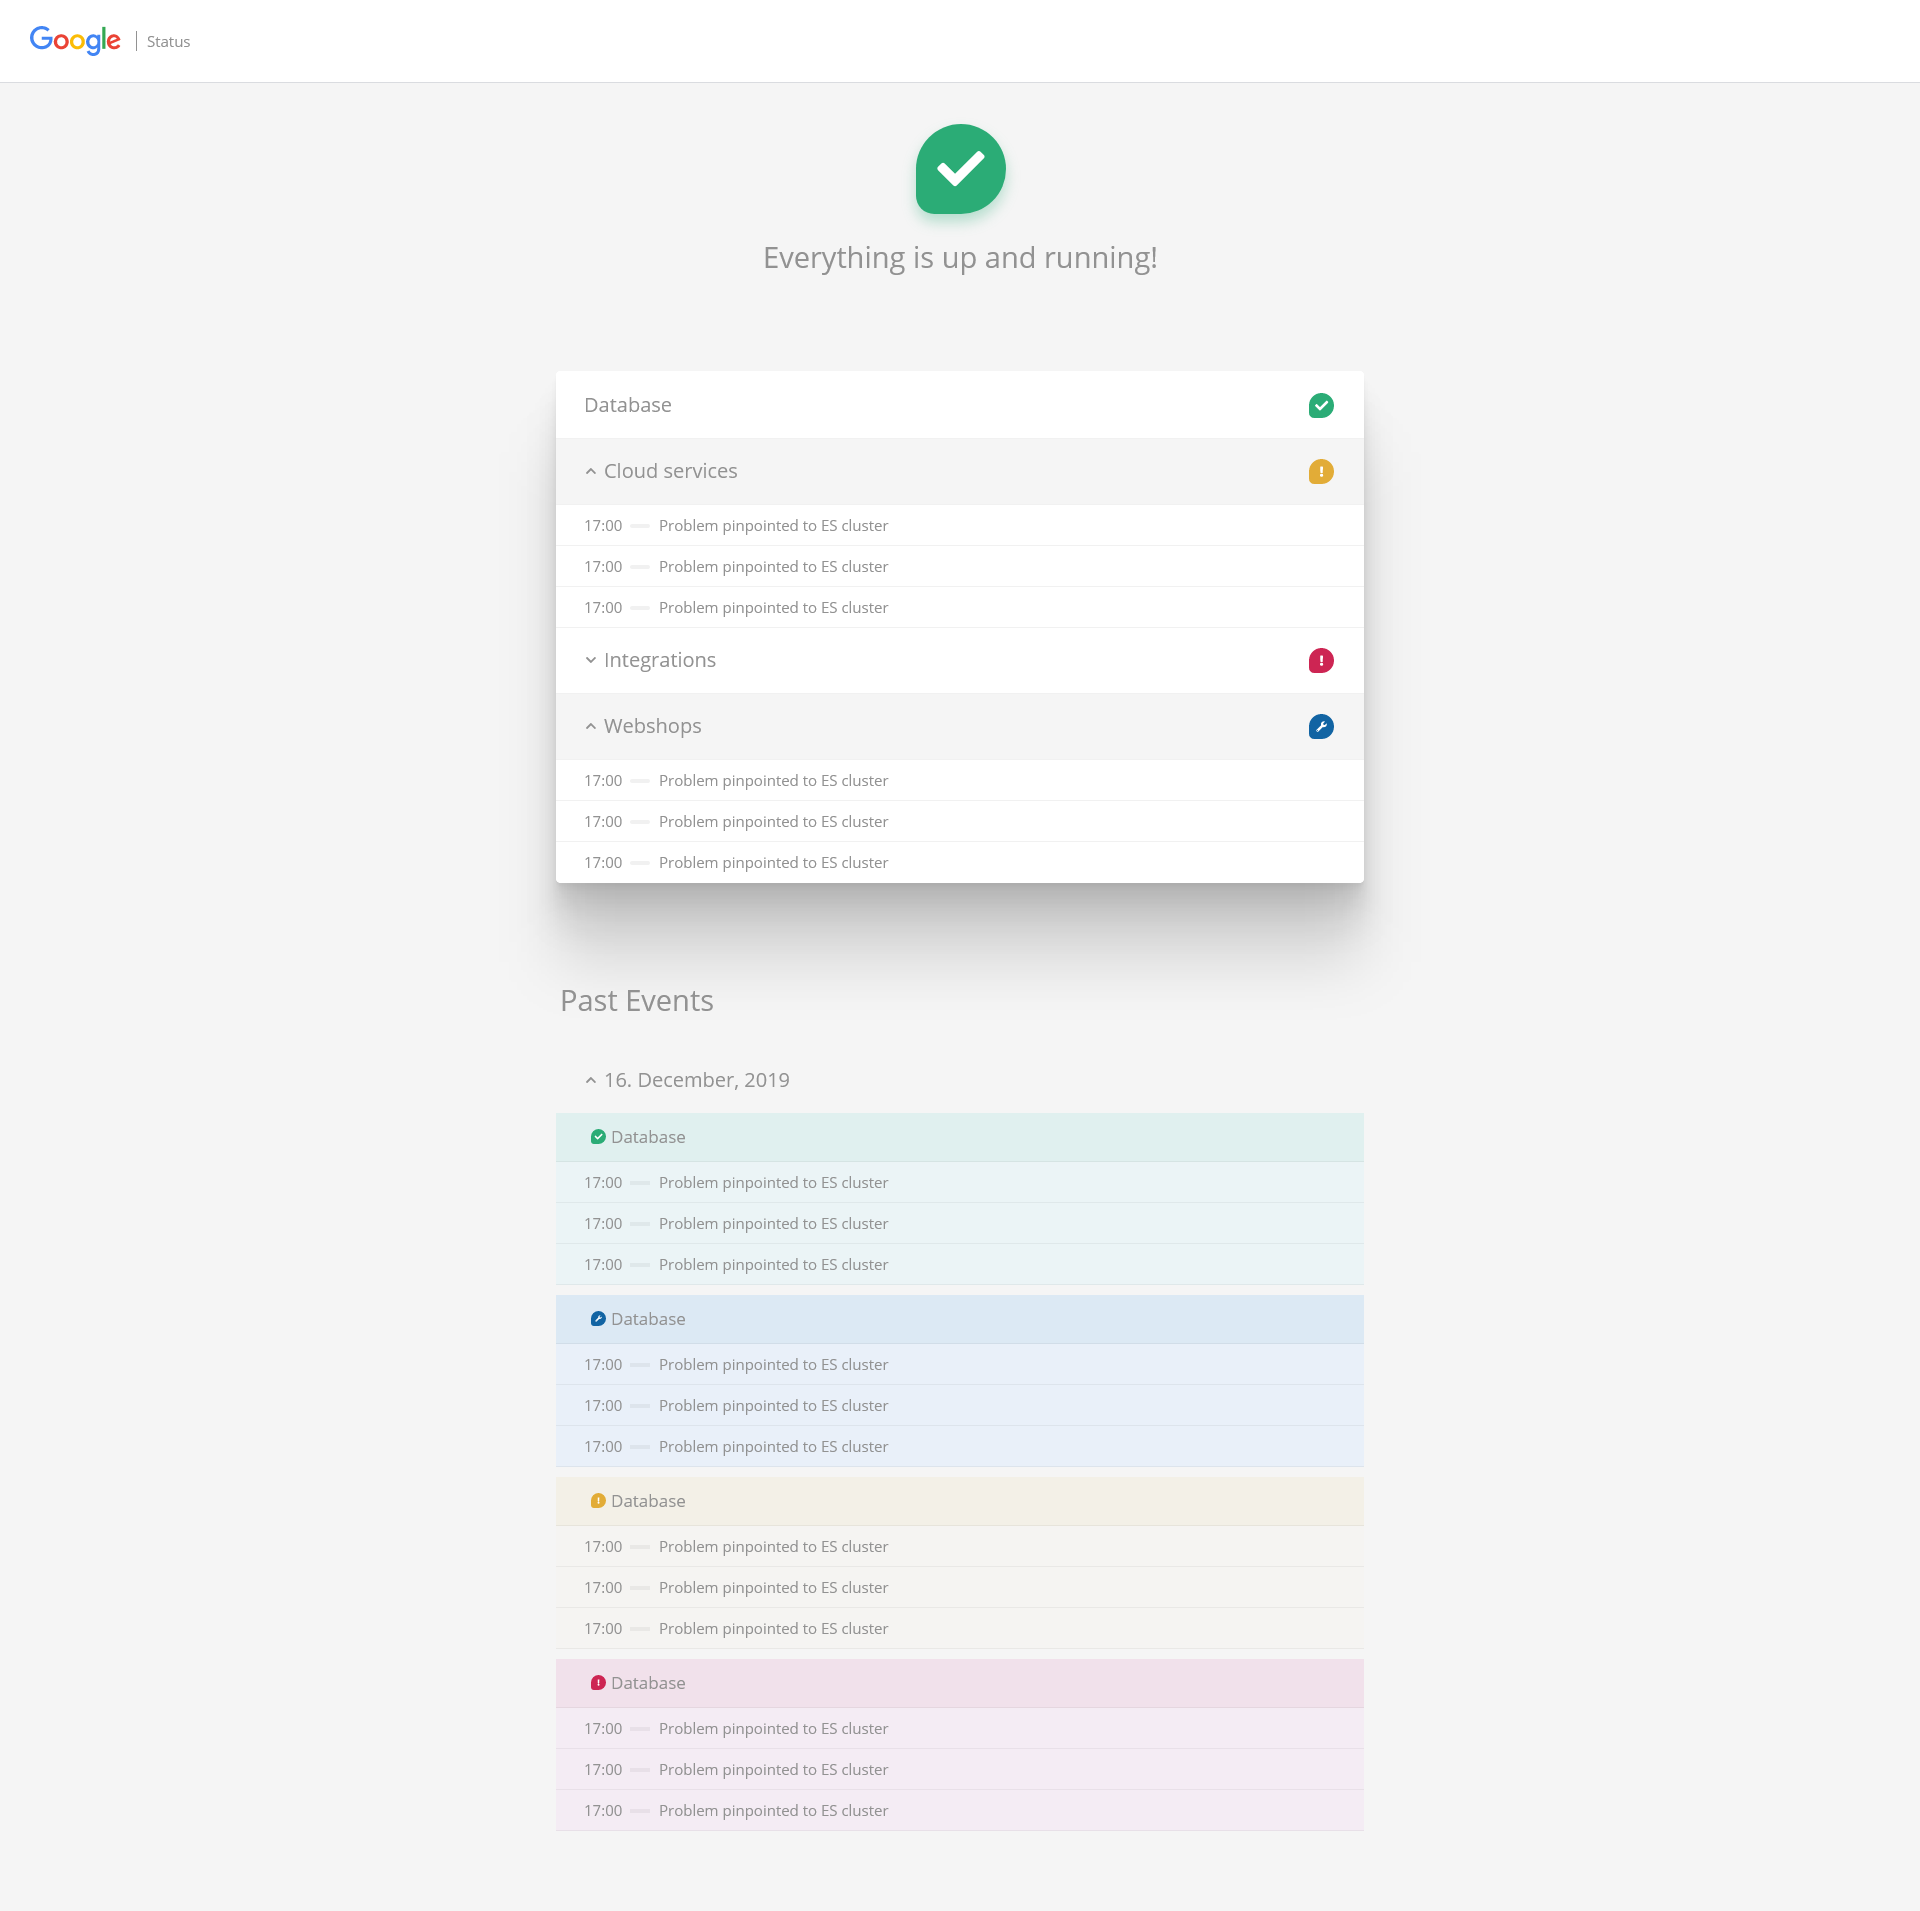 Google | Status
Everything is up and running!
Database
Cloud services
17:00 Problem pinpointed to ES cluster
17:00 Problem pinpointed to ES cluster
17:00 Problem pinpointed to ES cluster
Integrations
Webshops
17:00 Problem pinpointed to ES cluster
17:00 Problem pinpointed to ES cluster
17:00 Problem pinpointed to ES cluster
Past Events
16. December, 2019
Database
17:00 Problem pinpointed to ES cluster
17:00 Problem pinpointed to ES cluster
17:00 Problem pinpointed to ES cluster
Database
17:00 Problem pinpointed to ES cluster
17:00 Problem pinpointed to ES cluster
17:00 Problem pinpointed to ES cluster
Database
17:00 Problem pinpointed to ES cluster
17:00 Problem pinpointed to ES cluster
17:00 Problem pinpointed to ES cluster
Database
17:00 Problem pinpointed to ES cluster
17:00 Problem pinpointed to ES cluster
17:00 Problem pinpointed to ES cluster